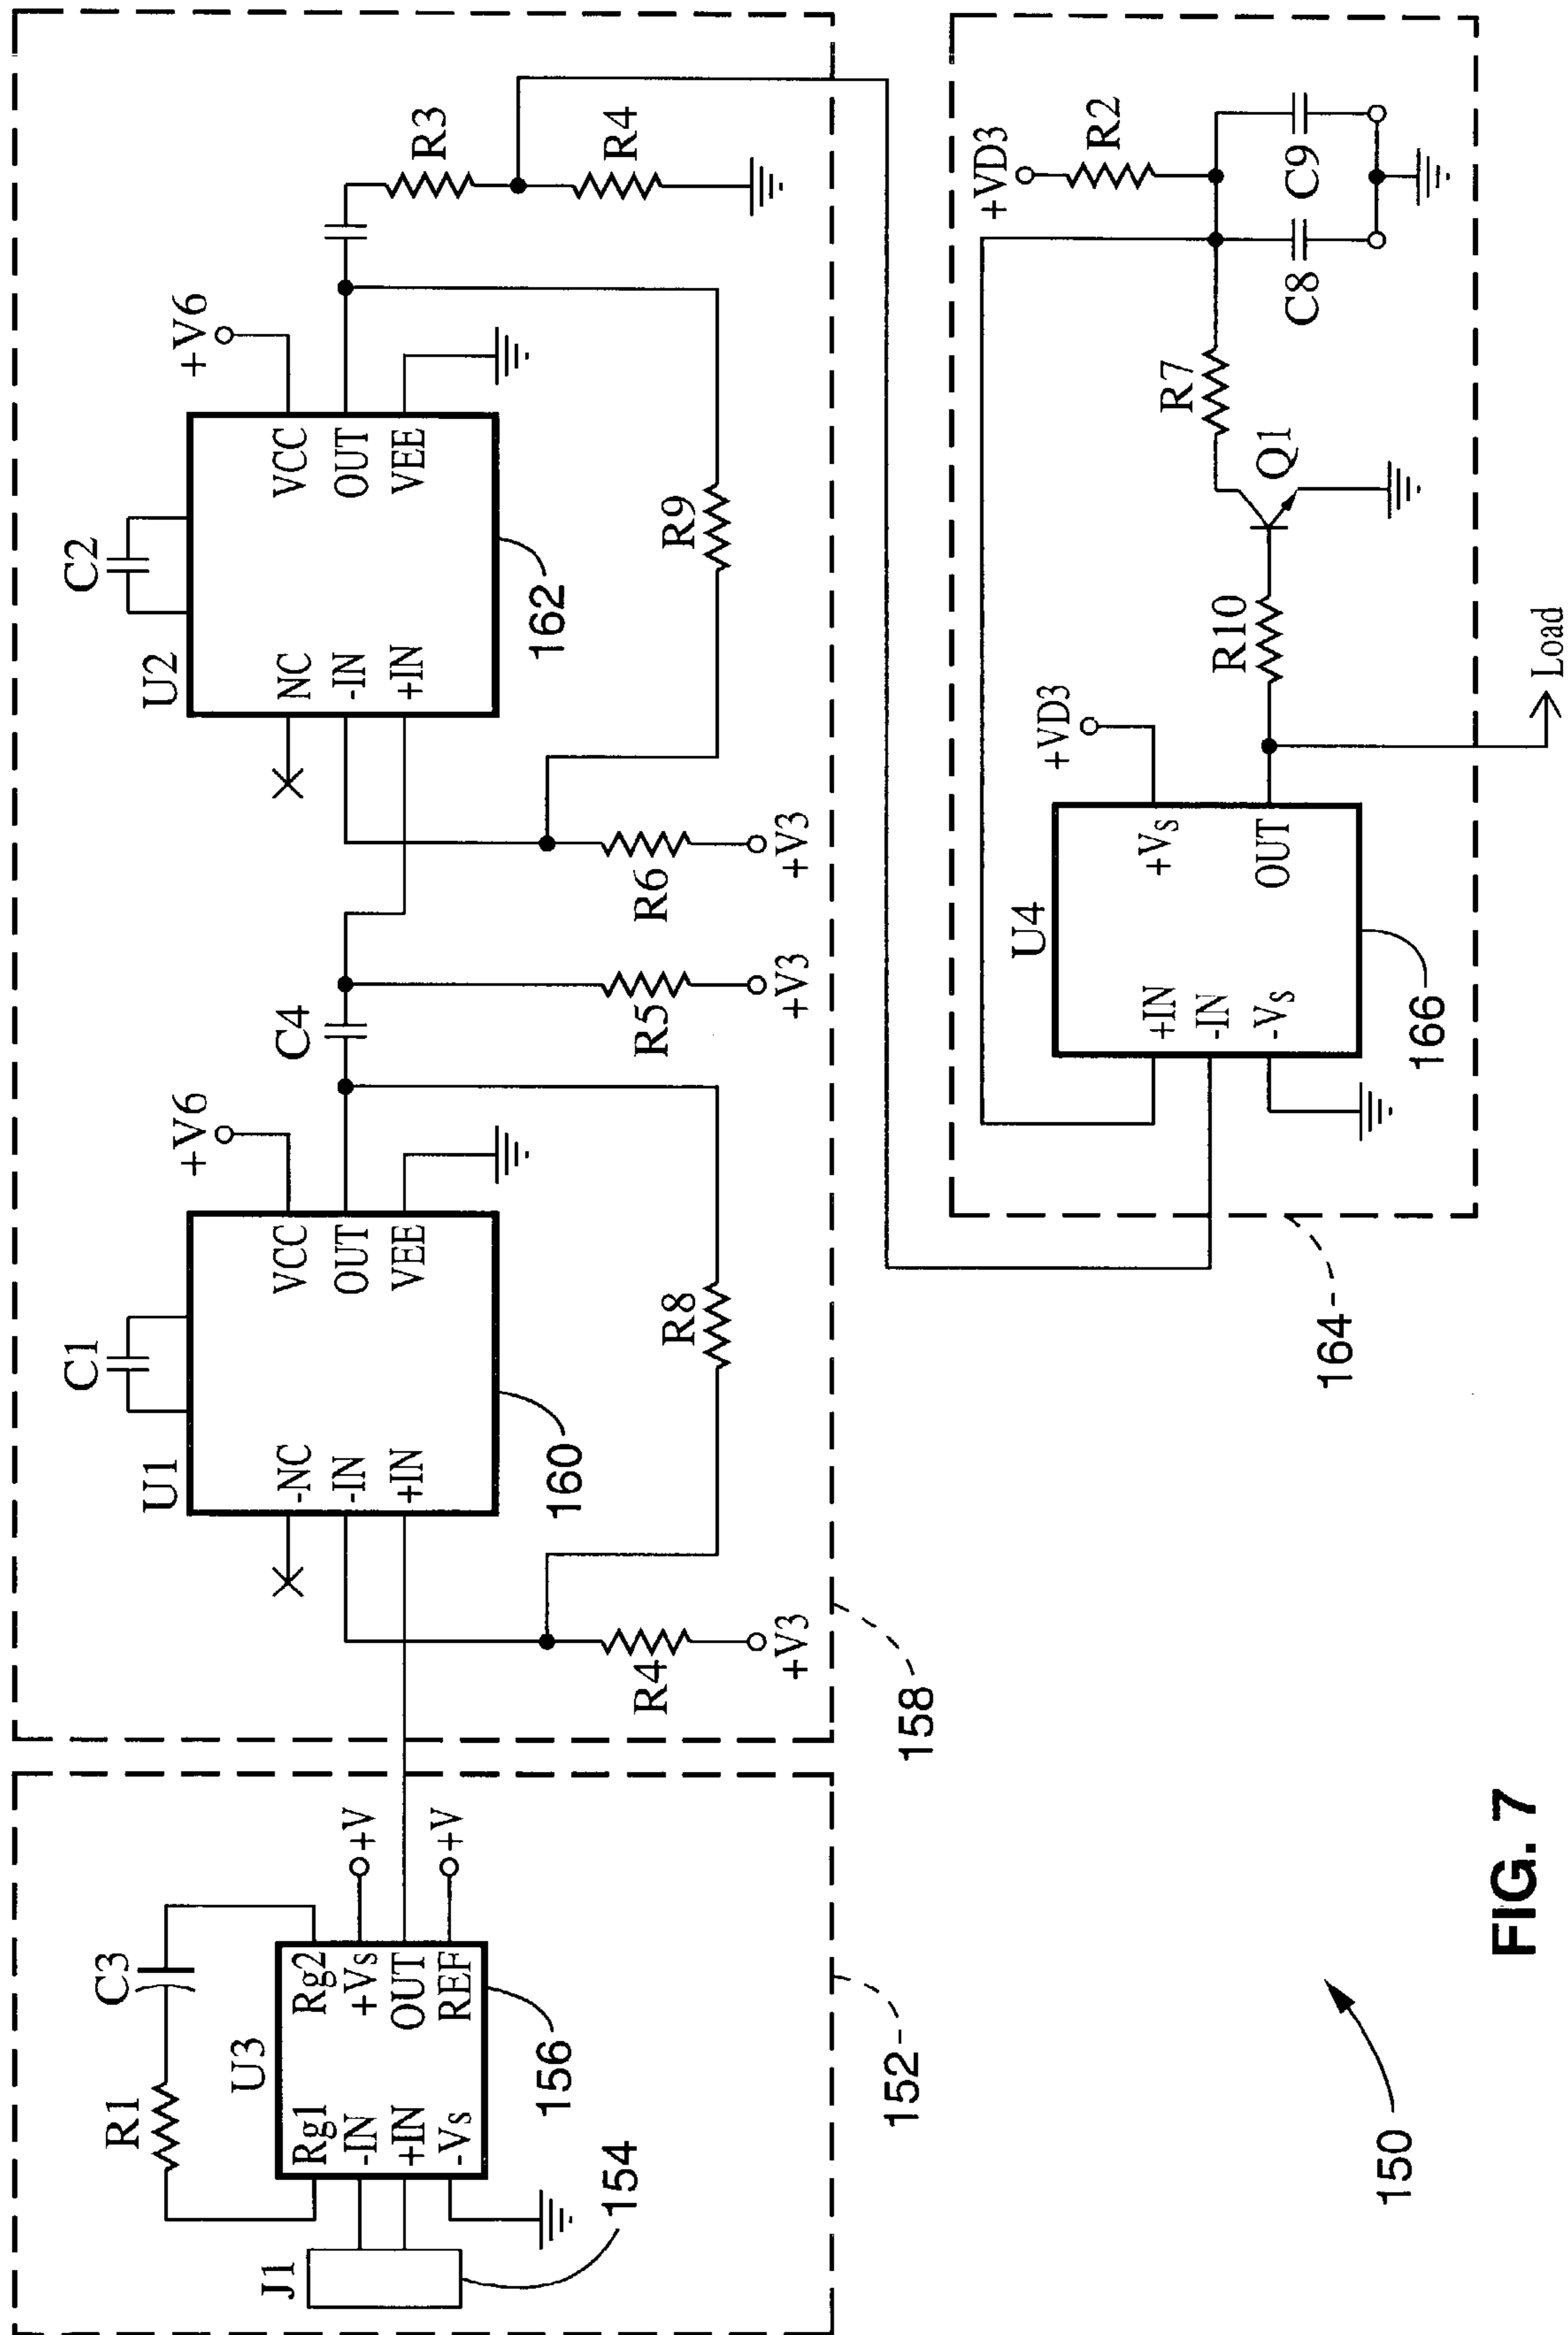 J1
154
R1
C3
U3
Rg1
-IN
+IN
-Vs
Rg2
+Vs
OUT
REF
+V
+V
156
152
C1
U1
-NC
-IN
+IN
VCC
OUT
VEE
+V6
160
R4
+V3
R8
C4
R5
+V3
158
C2
U2
NC
-IN
+IN
VCC
OUT
VEE
+V6
162
R6
+V3
R9
R3
R4
164
U4
+IN
-IN
-Vs
+Vs
OUT
+VD3
166
Load
R10
Q1
R7
+VD3
R2
C8
C9
150
FIG. 7